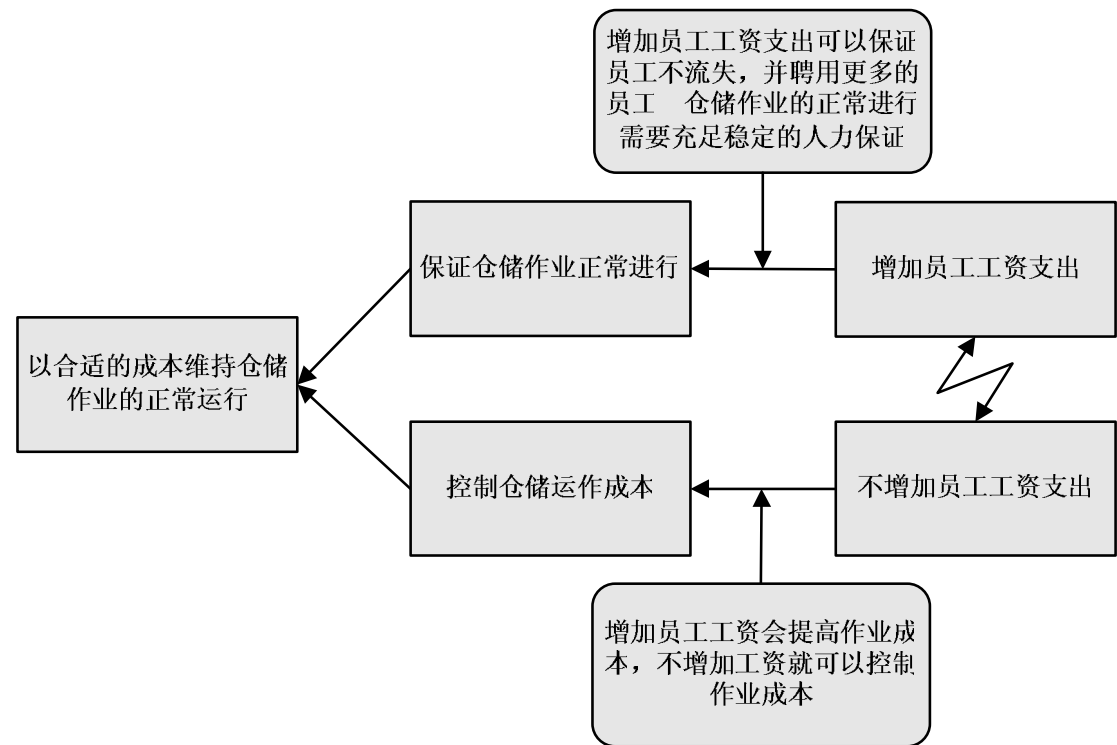 增加员工工资支出可以保证
员工不流失，并聘用更多的
员工　仓储作业的正常进行
需要充足稳定的人力保证
保证仓储作业正常进行
增加员工工资支出
以合适的成本维持仓储
作业的正常运行
控制仓储运作成本
不增加员工工资支出
增加员工工资会提高作业成
本，不增加工资就可以控制
作业成本